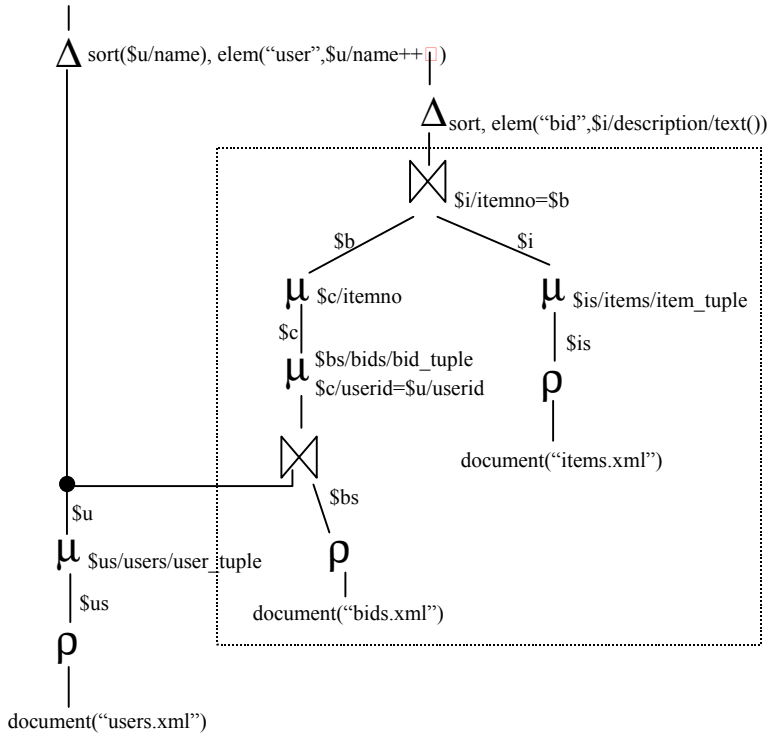 Δ sort($u/name), elem(“user”,$u/name++□)
Δ sort, elem(“bid”,$i/description/text())
$i/itemno=$b
$b
$i
μ $c/itemno
μ $is/items/item_tuple
$c
$is
μ $bs/bids/bid_tuple
$c/userid=$u/userid
ρ
document(“items.xml”)
$bs
$u
μ $us/users/user_tuple
ρ
$us
document(“bids.xml”)
ρ
document(“users.xml”)